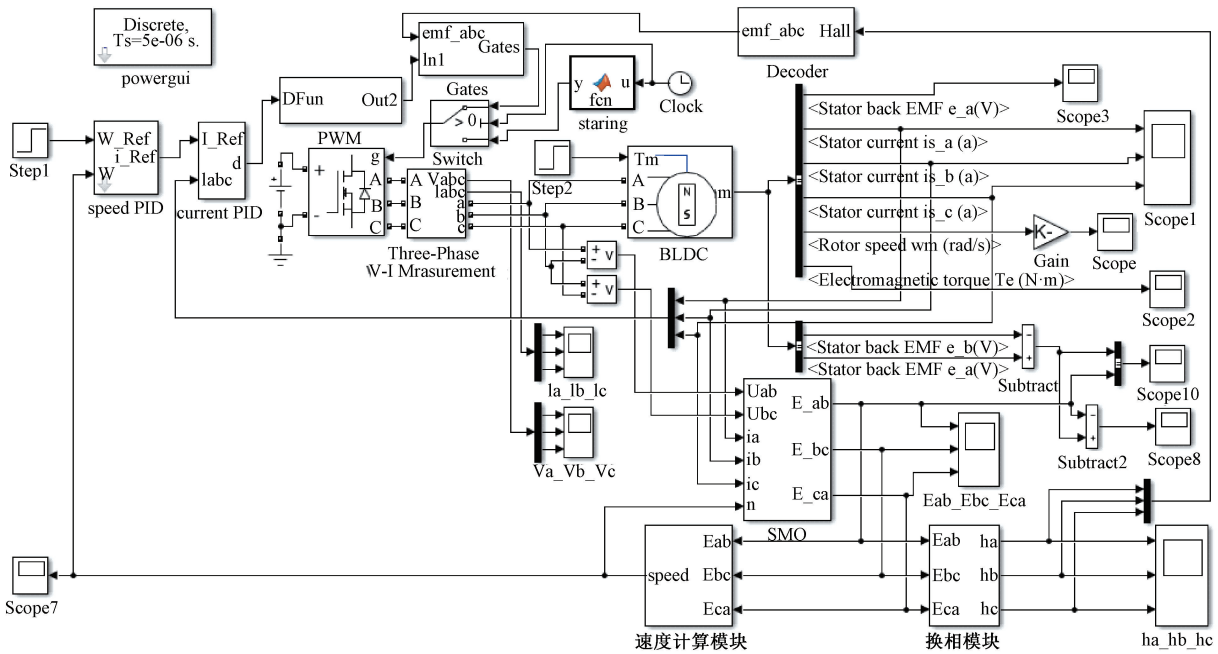 Discrete,
Ts=5e-06 s.
powergui
emf_abc
Gates
ln1
Gates
emf_abc Hall
Decoder
DFun
Out2
PWM
y u
fcn
staring
Clock
> 0
Switch
Step1
W_Ref
i_Ref
W
speed PID
I_Ref
d
Iabc
current PID
+
-
g
A
B
C
A
B
C
Vabc
Iabc
a
b
c
Three-Phase
V-I Mrasurement
Step2
Tm
A
B
C
m
N
S
BLDC
+
-
v
+
-
v
<Stator back EMF e_a(V)>
<Stator current is_a (a)>
<Stator current is_b (a)>
<Stator current is_c (a)>
<Rotor speed wm (rad/s)>
<Electromagnetic torque Te (N·m)>
Scope3
Scope1
K-
Gain
Scope
Scope2
<Stator back EMF e_b(V)>
<Stator back EMF e_a(V)>
-
+
Subtract
Scope10
-
+
Subtract2
Scope8
Ia_Ib_Ic
Va_Vb_Vc
Uab
Ubc
ia
ib
ic
n
E_ab
E_bc
E_ca
SMO
Eab_Ebc_Eca
Scope7
speed
Eab
Ebc
Eca
速度计算模块
Eab
Ebc
Eca
ha
hb
hc
换相模块
ha_hb_hc